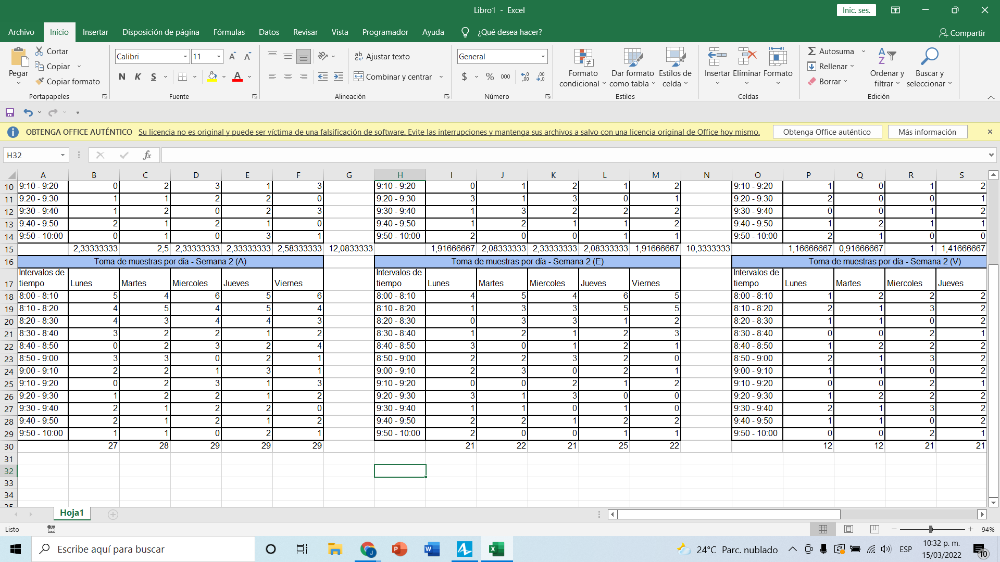 Libro1 - Excel
Inic. ses.
Archivo Inicio Insertar Disposición de página Fórmulas Datos Revisar Vista Programador Ayuda ¿Qué desea hacer? Compartir
Pegar
Cortar
Copiar
Copiar formato
Portapapeles
Calibri 11
N K S
Fuente
Ajustar texto
Combinar y centrar
Alineación
General
$ % 000
Número
Formato condicional
Dar formato como tabla
Estilos de celda
Estilos
Insertar Eliminar Formato
Celdas
Autosuma
Rellenar
Borrar
Ordenar y filtrar
Buscar y seleccionar
Edición
OBTENGA OFFICE AUTÉNTICO Su licencia no es original y puede ser víctima de una falsificación de software. Evite las interrupciones y mantenga sus archivos a salvo con una licencia original de Office hoy mismo. Obtenga Office auténtico Más información
H32 fx
A B C D E F G H I J K L M N O P Q R S
10 9:10 - 9:20 0 2 3 1 3 9:10 - 9:20 0 1 2 1 2 9:10 - 9:20 1 0 1 2
11 9:20 - 9:30 1 1 2 2 0 9:20 - 9:30 3 1 3 0 1 9:20 - 9:30 2 0 0 1
12 9:30 - 9:40 1 2 0 2 3 9:30 - 9:40 1 3 2 2 2 9:30 - 9:40 0 0 1 2
13 9:40 - 9:50 2 1 2 1 0 9:40 - 9:50 1 2 1 1 2 9:40 - 9:50 1 2 1 1
14 9:50 - 10:00 0 1 0 3 1 9:50 - 10:00 2 0 0 1 1 9:50 - 10:00 2 1 0 0
15 2,33333333 2,5 2,33333333 2,33333333 2,58333333 12,0833333 1,91666667 2,08333333 2,33333333 2,08333333 1,91666667 10,3333333 1,16666667 0,91666667 1 1,41666667
16 Toma de muestras por día - Semana 2 (A) Toma de muestras por día - Semana 2 (E) Toma de muestras por día - Semana 2 (V)
17 Intervalos de tiempo Lunes Martes Miercoles Jueves Viernes Intervalos de tiempo Lunes Martes Miercoles Jueves Viernes Intervalos de tiempo Lunes Martes Miercoles Jueves
18 8:00 - 8:10 5 4 6 5 6 8:00 - 8:10 4 5 4 6 5 8:00 - 8:10 1 2 2 2
19 8:10 - 8:20 4 5 4 5 4 8:10 - 8:20 1 3 3 5 5 8:10 - 8:20 2 1 3 2
20 8:20 - 8:30 4 3 4 4 3 8:20 - 8:30 0 3 3 1 2 8:20 - 8:30 1 1 0 2
21 8:30 - 8:40 3 2 2 1 2 8:30 - 8:40 1 2 1 2 3 8:30 - 8:40 0 0 2 1
22 8:40 - 8:50 0 2 3 2 4 8:40 - 8:50 3 0 1 2 1 8:40 - 8:50 1 2 2 2
23 8:50 - 9:00 3 3 0 2 1 8:50 - 9:00 2 2 3 2 0 8:50 - 9:00 2 1 3 2
24 9:00 - 9:10 2 2 1 3 1 9:00 - 9:10 2 3 0 2 1 9:00 - 9:10 1 1 0 2
25 9:10 - 9:20 0 2 3 1 3 9:10 - 9:20 0 0 2 1 2 9:10 - 9:20 0 0 2 1
26 9:20 - 9:30 1 2 2 1 2 9:20 - 9:30 3 1 3 0 0 9:20 - 9:30 1 2 2 2
27 9:30 - 9:40 2 1 2 2 0 9:30 - 9:40 1 1 0 1 0 9:30 - 9:40 2 1 3 2
28 9:40 - 9:50 2 1 2 1 2 9:40 - 9:50 2 2 1 2 2 9:40 - 9:50 1 1 0 2
29 9:50 - 10:00 1 1 0 2 1 9:50 - 10:00 2 0 0 1 1 9:50 - 10:00 0 0 2 1
30 27 28 29 29 29 21 22 21 25 22 12 12 21 21
31
32
33
34
35
Hoja1
Listo 94%
Escribe aquí para buscar 24°C Parc. nublado ESP 10:32 p. m.
15/03/2022 10